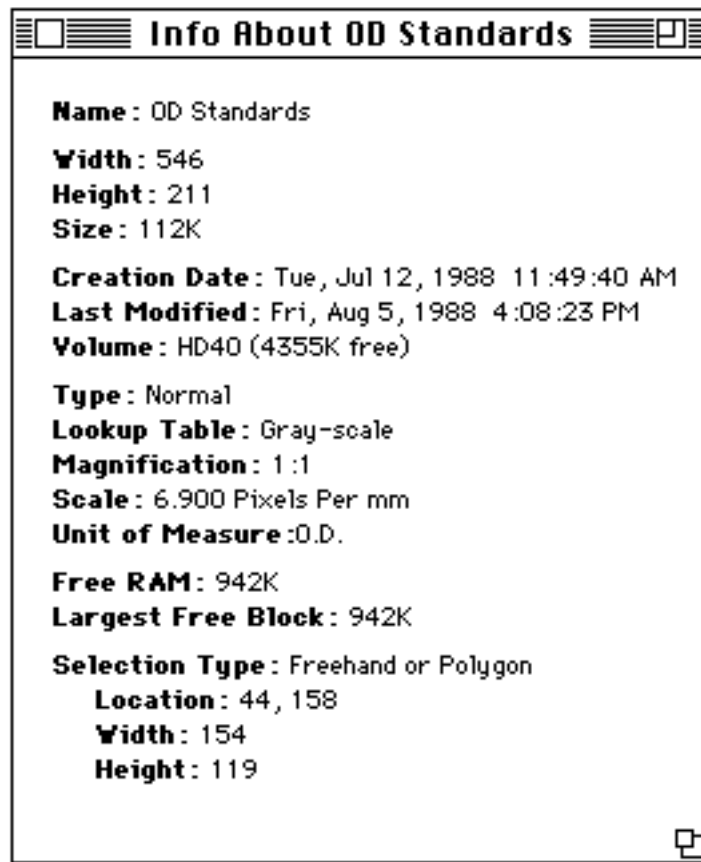 Info About OD Standards
Name: OD Standards
Width: 546
Height: 211
Size: 112K
Creation Date: Tue, Jul 12, 1988 11:49:40 AM
Last Modified: Fri, Aug 5, 1988 4:08:23 PM
Volume: HD40 (4355K free)
Type: Normal
Lookup Table: Gray-scale
Magnification: 1:1
Scale: 6.900 Pixels Per mm
Unit of Measure:O.D.
Free RAM: 942K
Largest Free Block: 942K
Selection Type: Freehand or Polygon
Location: 44, 158
Width: 154
Height: 119